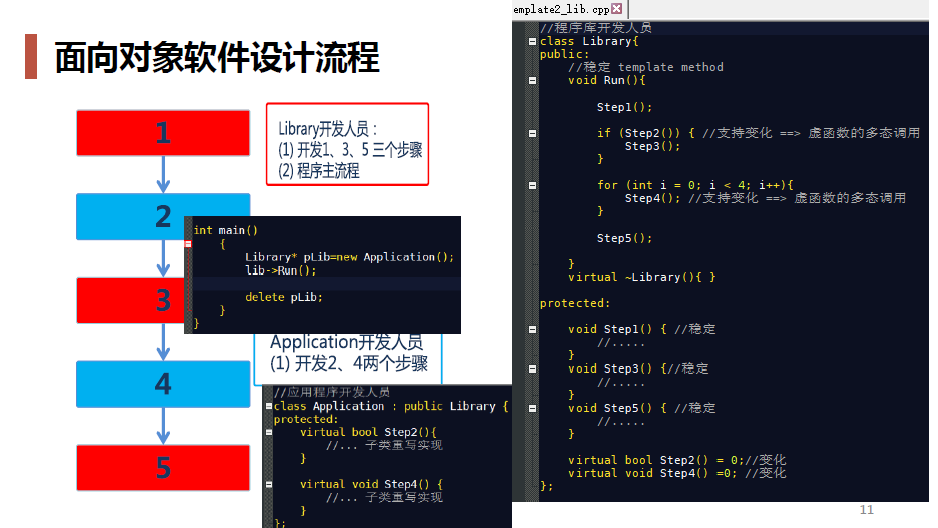 面向对象软件设计流程
1
2
3
4
5
Library开发人员：
(1) 开发1、3、5 三个步骤
(2) 程序主流程
int main()
{
Library* pLib=new Application();
lib->Run();
delete pLib;
}
}
Application开发人员
(1) 开发2、4两个步骤
//应用程序开发人员
class Application : public Library {
protected:
virtual bool Step2(){
//... 子类重写实现
}
virtual void Step4() {
//... 子类重写实现
}
};
emplate2_lib.cpp
//程序库开发人员
class Library{
public:
//稳定 template method
void Run(){
Step1();
if (Step2()) { //支持变化 ==> 虚函数的多态调用
Step3();
}
for (int i = 0; i < 4; i++){
Step4(); //支持变化 ==> 虚函数的多态调用
}
Step5();
}
virtual ~Library(){ }
protected:
void Step1() { //稳定
//.....
}
void Step3() {//稳定
//.....
}
void Step5() { //稳定
//.....
}
virtual bool Step2() = 0;//变化
virtual void Step4() =0; //变化
};
11